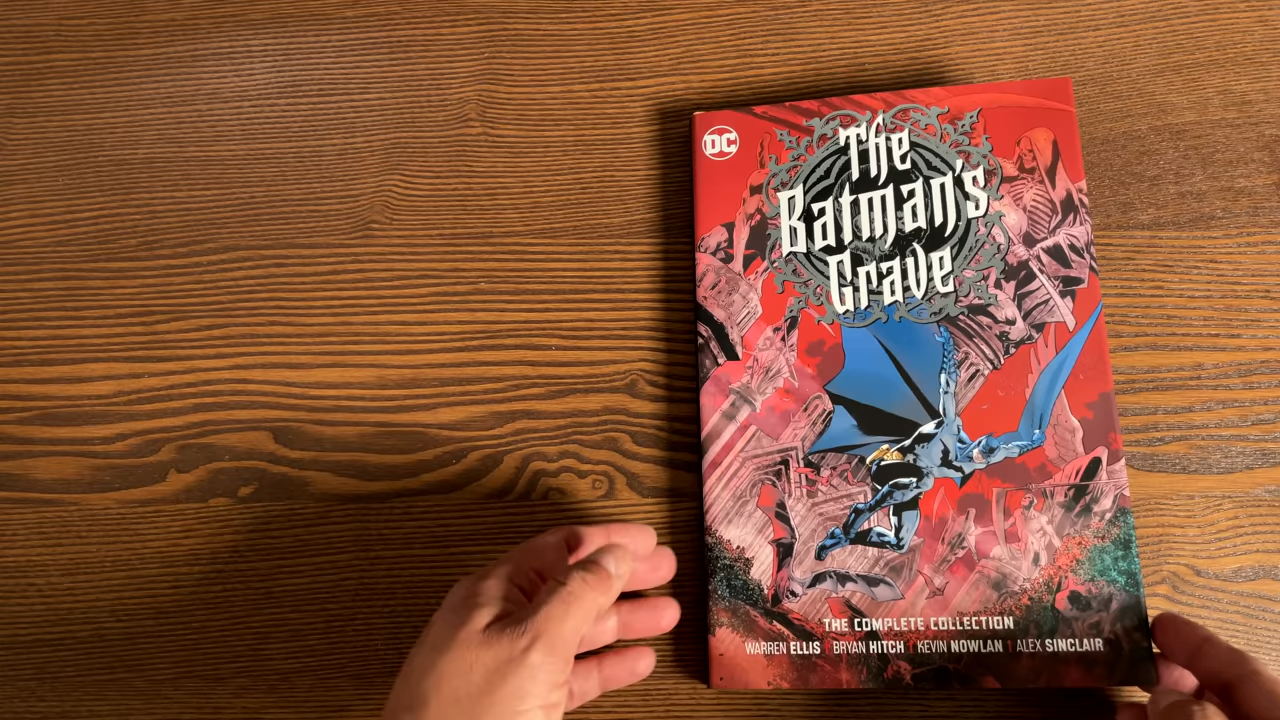 DC
The
Batman's
Grave
THE COMPLETE COLLECTION
WARREN ELLIS | BRYAN HITCH | KEVIN NOWLAN | ALEX SINCLAIR